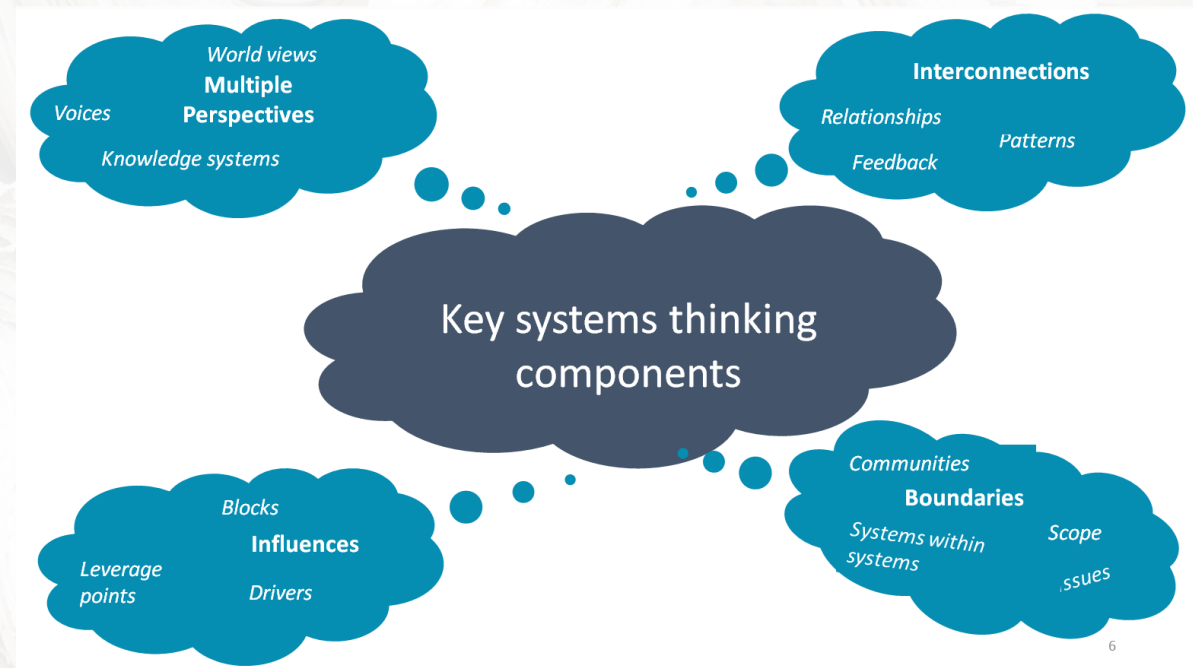 World views
Multiple
Perspectives
Voices
Knowledge systems
Interconnections
Relationships
Patterns
Feedback
Key systems thinking
components
Blocks
Influences
Leverage
points
Drivers
Communities
Boundaries
Systems within
systems
Scope
Issues
6